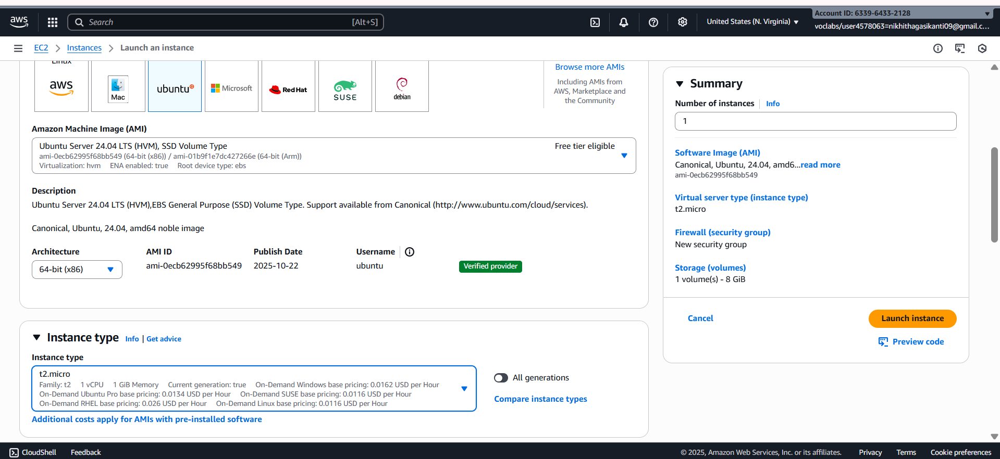 aws
Search [Alt+S]
United States (N. Virginia)
Account ID: 6339-6433-2128
voclabs/user4578063=nikhithagasikanti09@gmail.c...
EC2 > Instances > Launch an instance
Linux
aws
Mac
ubuntu
Microsoft
Red Hat
SUSE
debian
Browse more AMIs
Including AMIs from
AWS, Marketplace and
the Community
Amazon Machine Image (AMI)
Ubuntu Server 24.04 LTS (HVM), SSD Volume Type
Free tier eligible
ami-0ecb62995f68bb549 (64-bit (x86)) / ami-01b9f1e7dc427266e (64-bit (Arm))
Virtualization: hvm ENA enabled: true Root device type: ebs
Description
Ubuntu Server 24.04 LTS (HVM),EBS General Purpose (SSD) Volume Type. Support available from Canonical (http://www.ubuntu.com/cloud/services).
Canonical, Ubuntu, 24.04, amd64 noble image
Architecture AMI ID Publish Date Username
64-bit (x86) ami-0ecb62995f68bb549 2025-10-22 ubuntu Verified provider
Instance type Info | Get advice
Instance type
t2.micro
Family: t2 1 vCPU 1 GiB Memory Current generation: true On-Demand Windows base pricing: 0.0162 USD per Hour
On-Demand Ubuntu Pro base pricing: 0.0134 USD per Hour On-Demand SUSE base pricing: 0.0116 USD per Hour
On-Demand RHEL base pricing: 0.026 USD per Hour On-Demand Linux base pricing: 0.0116 USD per Hour
All generations
Compare instance types
Additional costs apply for AMIs with pre-installed software
Summary
Number of instances Info
1
Software Image (AMI)
Canonical, Ubuntu, 24.04, amd6...read more
ami-0ecb62995f68bb549
Virtual server type (instance type)
t2.micro
Firewall (security group)
New security group
Storage (volumes)
1 volume(s) - 8 GiB
Cancel
Launch instance
Preview code
CloudShell Feedback
© 2025, Amazon Web Services, Inc. or its affiliates. Privacy Terms Cookie preferences